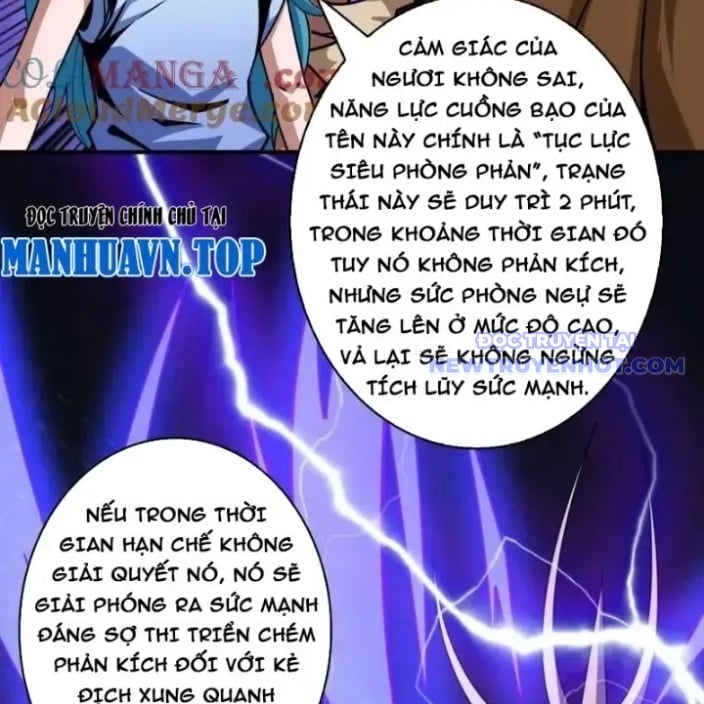 CẢM GIÁC CỦA
NGƯƠI KHÔNG SAI,
NĂNG LỰC CUỒNG BẠO CỦA
TÊN NÀY CHÍNH LÀ “TỤC LỰC
SIÊU PHÒNG PHẢN”, TRẠNG
THÁI NÀY SẼ DUY TRÌ 2 PHÚT,
TRONG KHOẢNG THỜI GIAN ĐÓ
TUY NÓ KHÔNG PHẢN KÍCH,
NHƯNG SỨC PHÒNG NGỰ SẼ
TĂNG LÊN Ở MỨC ĐÔ CAO,
VẢ LẠI SẼ KHÔNG NGỪNG
TÍCH LŨY SỨC MẠNH.
MANGA .com
AcloudMerge.com
ĐỌC TRUYỆN CHÍNH CHỦ TẠI
MANHUAVN.TOP
ĐỌC TRUYỆN TẠI
NEWTRUYENHOT.COM
NẾU TRONG THỜI
GIAN HẠN CHẾ KHÔNG
GIẢI QUYẾT NÓ, NÓ SẼ
GIẢI PHÓNG RA SỨC MẠNH
ĐÁNG SỢ THI TRIỂN CHÉM
PHẢN KÍCH ĐỐI VỚI KẺ
ĐỊCH XUNG QUANH